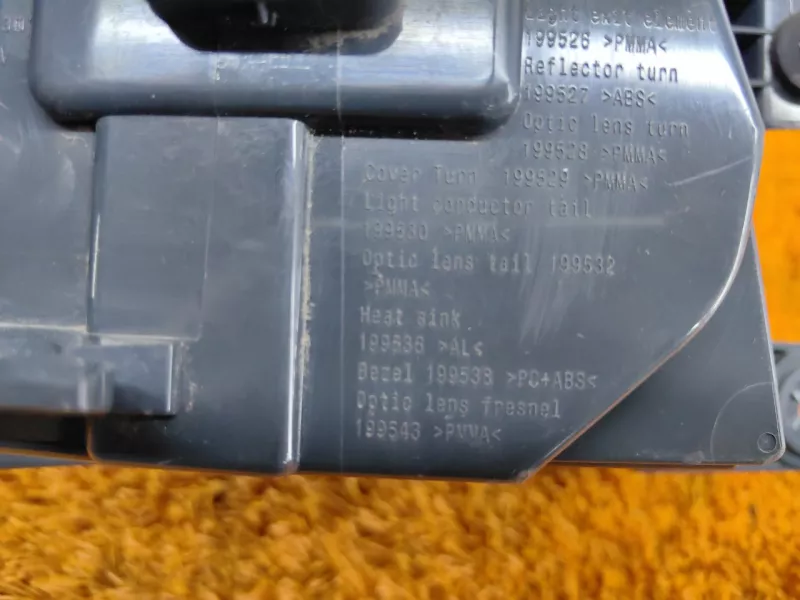 Light exit element
199526 >PMMA<
Reflector turn
199527 >ABS<
Optic lens turn
199528 >PMMA<
Cover Turn 199529 >PMMA<
Light conductor tail
199530 >PMMA<
Optic lens tail 199532
>PMMA<
Heat sink
199536 >AL<
Bezel 199538 >PC+ABS<
Optic lens fresnel
199543 >PMMA<